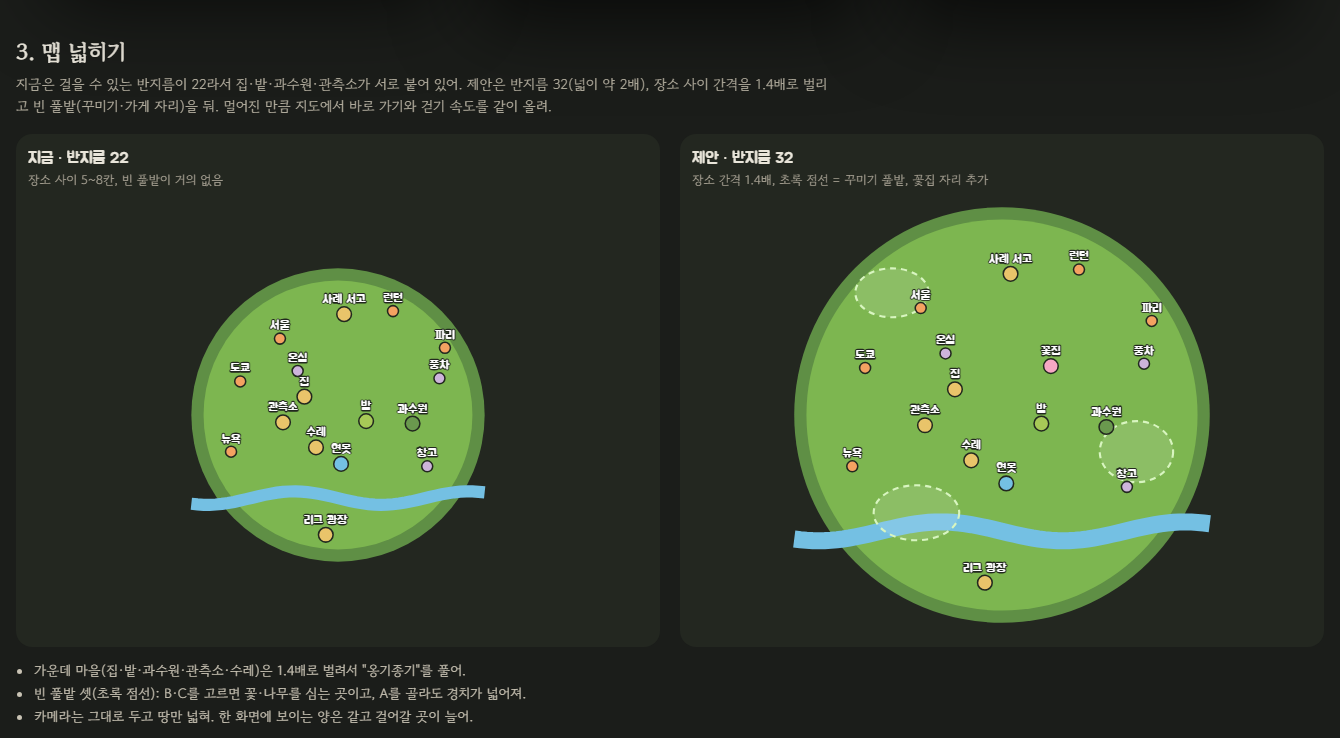 3. 맵 넓히기
지금은 걸을 수 있는 반지름이 22라서 집·밭·과수원·관측소가 서로 붙어 있어. 제안은 반지름 32(넓이 약 2배), 장소 사이 간격을 1.4배로 벌리
고 빈 풀밭(꾸미기·가게 자리)을 둬. 멀어진 만큼 지도에서 바로 가기와 걷기 속도를 같이 올려.
지금 · 반지름 22
장소 사이 5~8칸, 빈 풀밭이 거의 없음
사례 서고
런던
서울
파리
온실
풍차
도쿄
집
관측소
밭
과수원
수레
뉴욕
연못
창고
리그 광장
제안 · 반지름 32
장소 간격 1.4배, 초록 점선 = 꾸미기 풀밭, 꽃집 자리 추가
사례 서고
런던
서울
파리
온실
꽃집
풍차
도쿄
집
관측소
밭
과수원
수레
뉴욕
연못
창고
리그 광장
• 가운데 마을(집·밭·과수원·관측소·수레)은 1.4배로 벌려서 "옹기종기"를 풀어.
• 빈 풀밭 셋(초록 점선): B·C를 고르면 꽃·나무를 심는 곳이고, A를 골라도 경치가 넓어져.
• 카메라는 그대로 두고 땅만 넓혀. 한 화면에 보이는 양은 같고 걸어갈 곳이 늘어.